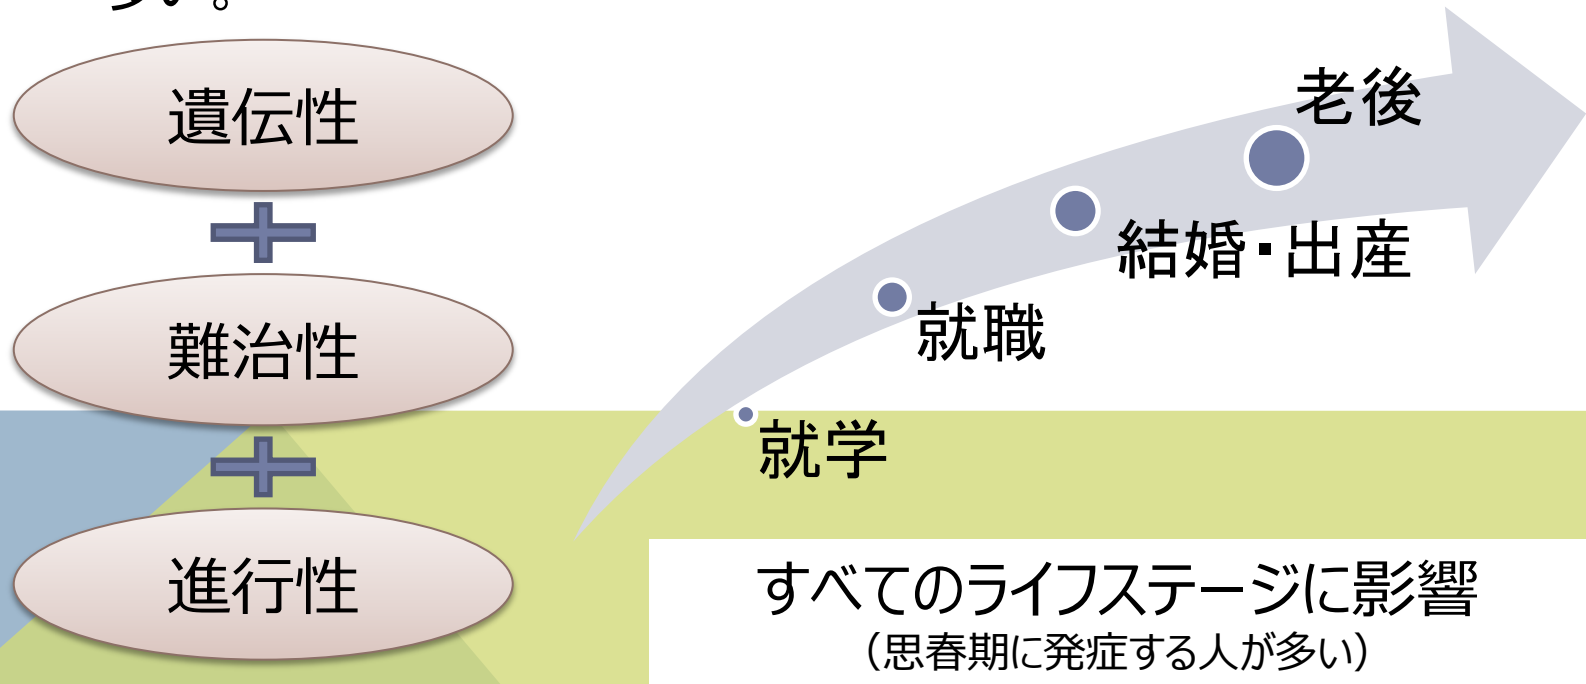 多い。
遺伝性
難治性
進行性
老後
結婚・出産
就職
就学
すべてのライフステージに影響
（思春期に発症する人が多い）